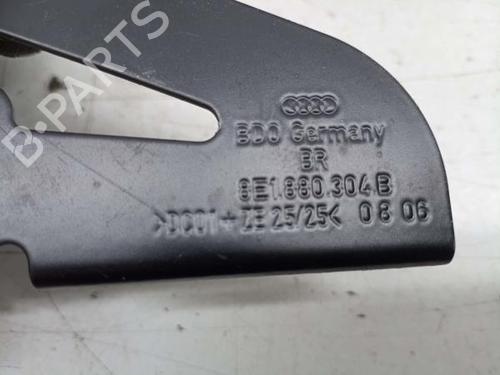 BDO Germany
BR
8E1.880.304 B
>DC01+ZE 25/25< 08 06
B-PARTS